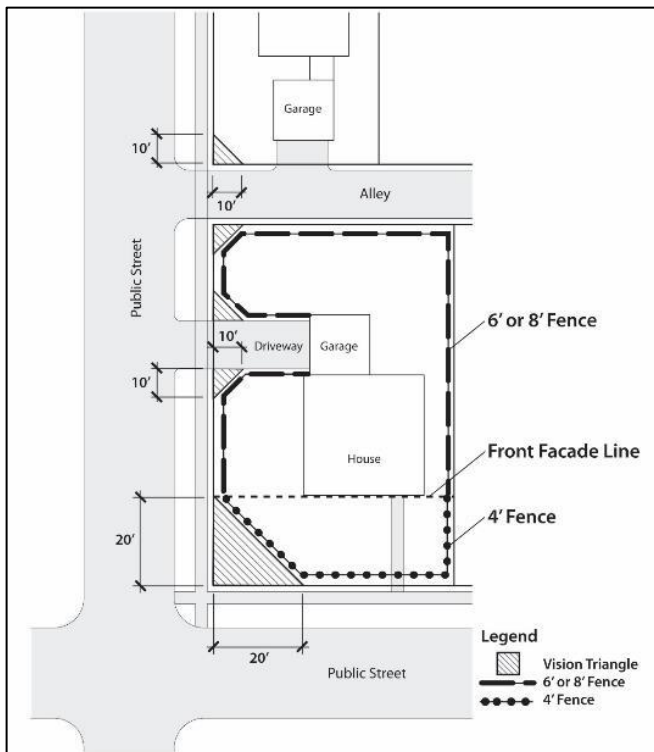 Garage
10’
Alley
10’
Public Street
6’ or 8’ Fence
10’
Driveway
Garage
10’
Front Facade Line
House
4’ Fence
20’
20’
Legend
Vision Triangle
6’ or 8’ Fence
4’ Fence
Public Street